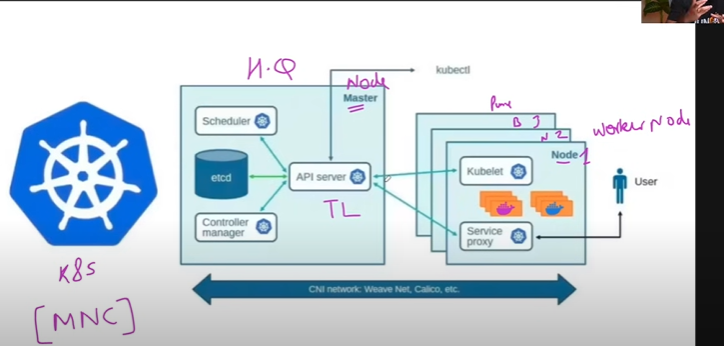 H.Q
Node
Master
kubectl
Scheduler
etcd
API server
TL
Controller
manager
K8s
[MNC]
Pune
B 3
N 2
Node 1
Worker Node
Kubelet
Service
proxy
User
CNI network: Weave Net, Calico, etc.